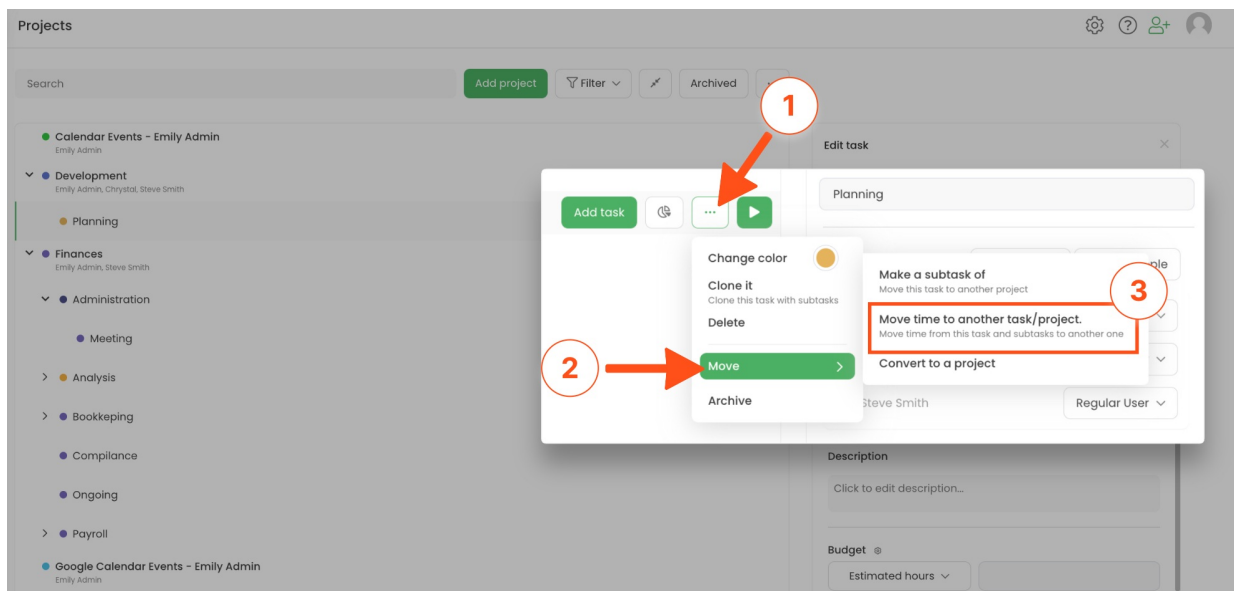 Projects
Search
Add project
Filter
Archived
1
Calendar Events - Emily Admin
Emily Admin
Edit task
Development
Emily Admin, Chrystal, Steve Smith
Planning
Add task
...
Planning
Finances
Emily Admin, Steve Smith
Change color
Clone it
Clone this task with subtasks
Delete
Make a subtask of
Move this task to another project
3
Administration
Move time to another task/project.
Move time from this task and subtasks to another one
Meeting
2
Move
Convert to a project
Analysis
Archive
Steve Smith
Regular User
Bookkeping
Compilance
Description
Click to edit description...
Ongoing
Payroll
Budget
Google Calendar Events - Emily Admin
Emily Admin
Estimated hours